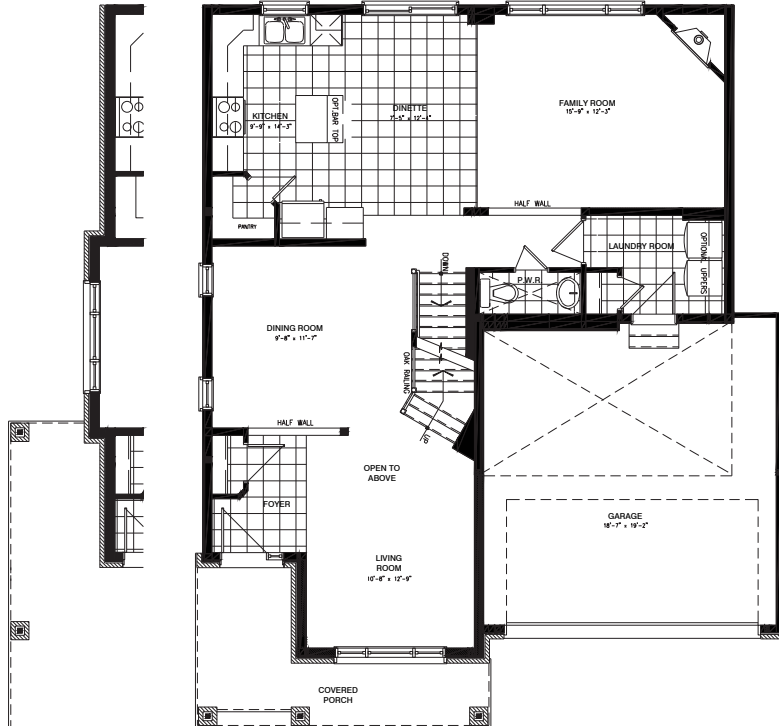 KITCHEN
9'-9" x 14'-3"
OPT.BAR TOP
DINETTE
7'-5" x 12'-4"
FAMILY ROOM
15'-9" x 12'-3"
PANTRY
HALF WALL
LAUNDRY ROOM
OPTIONAL UPPERS
DOWN
P.W.R.
DINING ROOM
9'-8" x 11'-7"
OAK RAILING
UP
HALF WALL
OPEN TO
ABOVE
FOYER
GARAGE
18'-7" x 19'-2"
LIVING
ROOM
10'-8" x 12'-9"
COVERED
PORCH